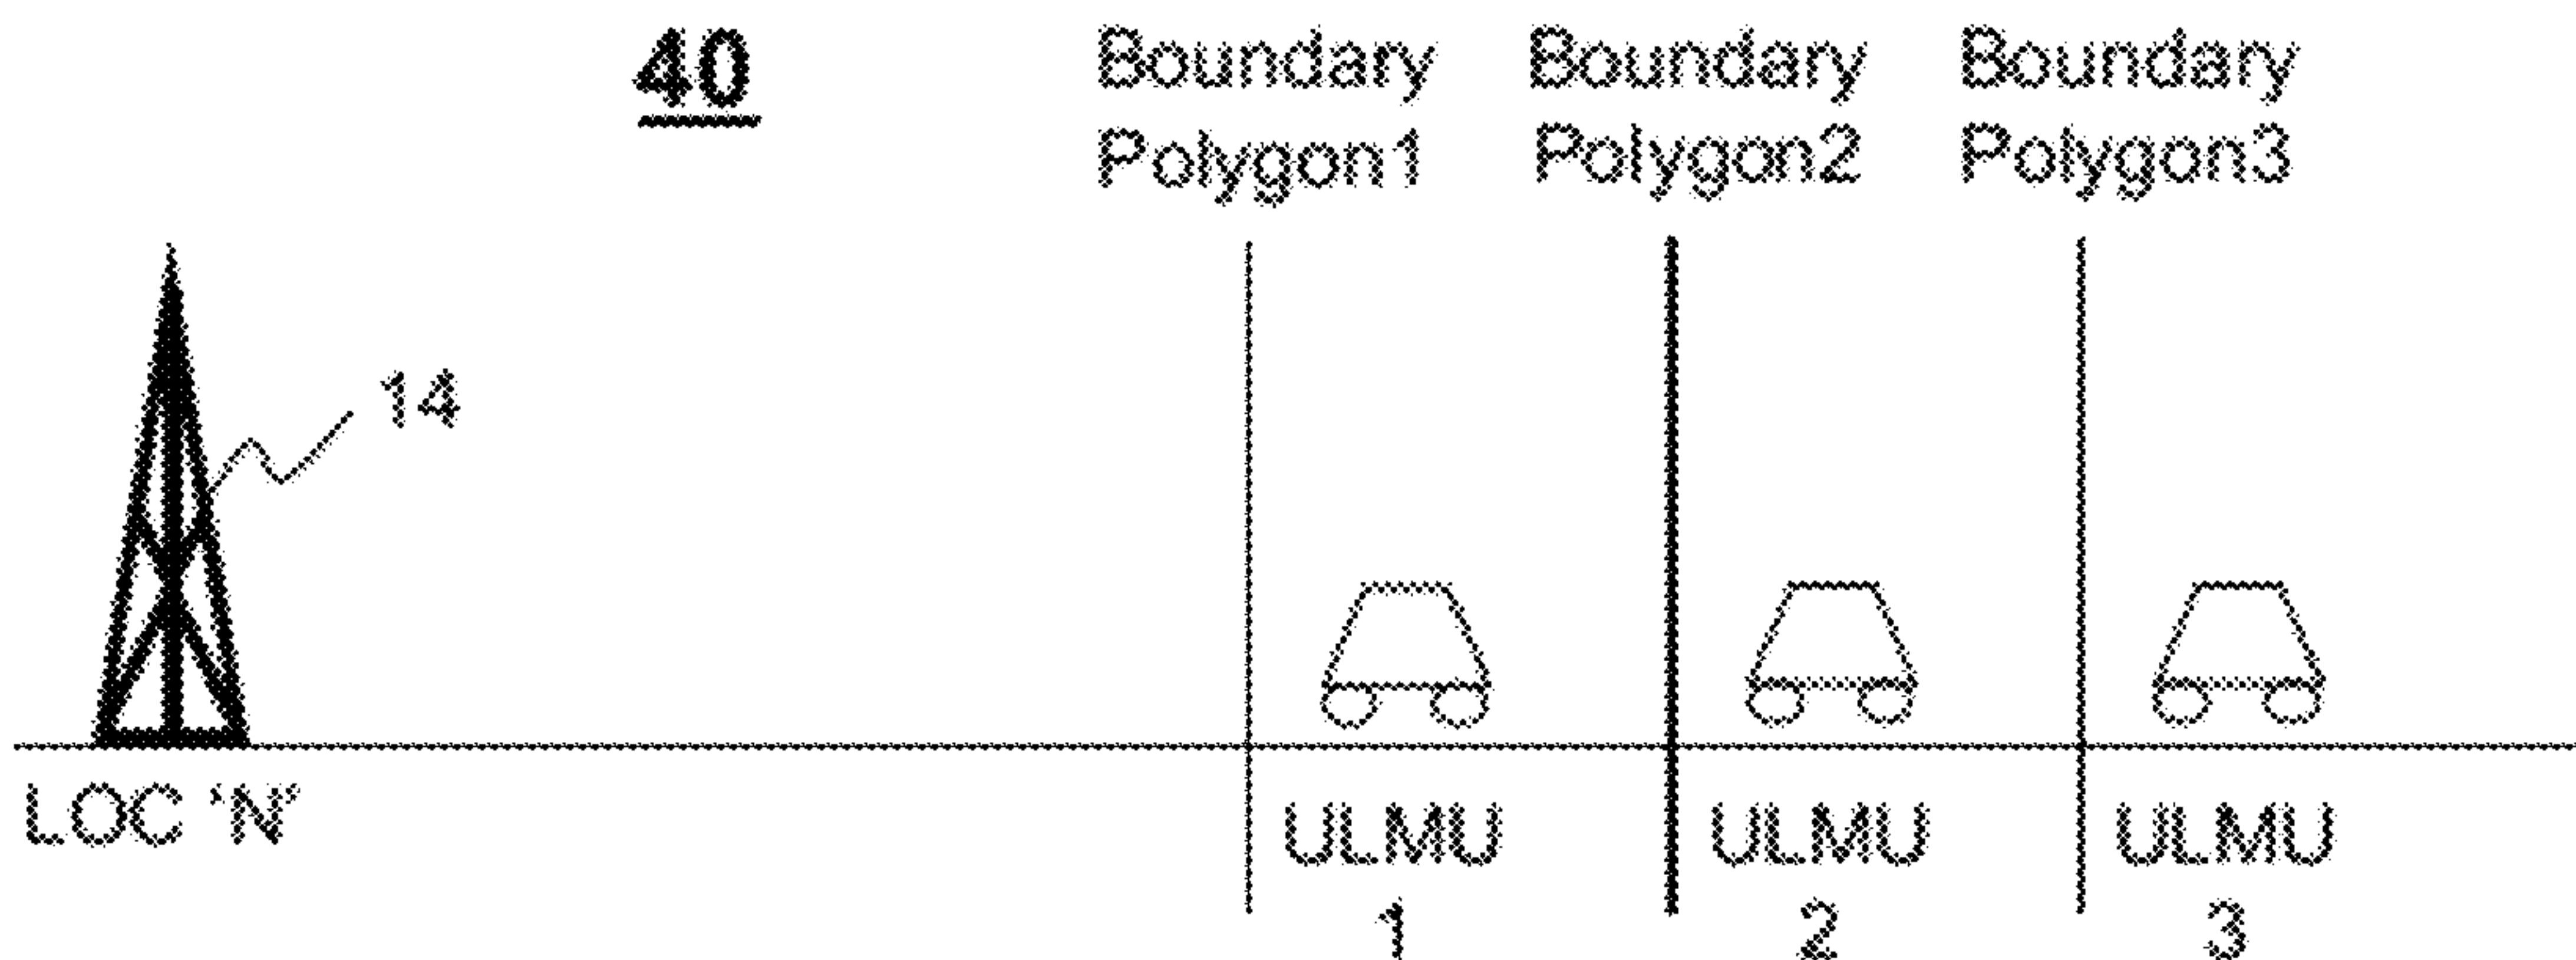 40
Boundary
Polygon1
Boundary
Polygon2
Boundary
Polygon3
14
LOC 'N'
ULMU
1
ULMU
2
ULMU
3